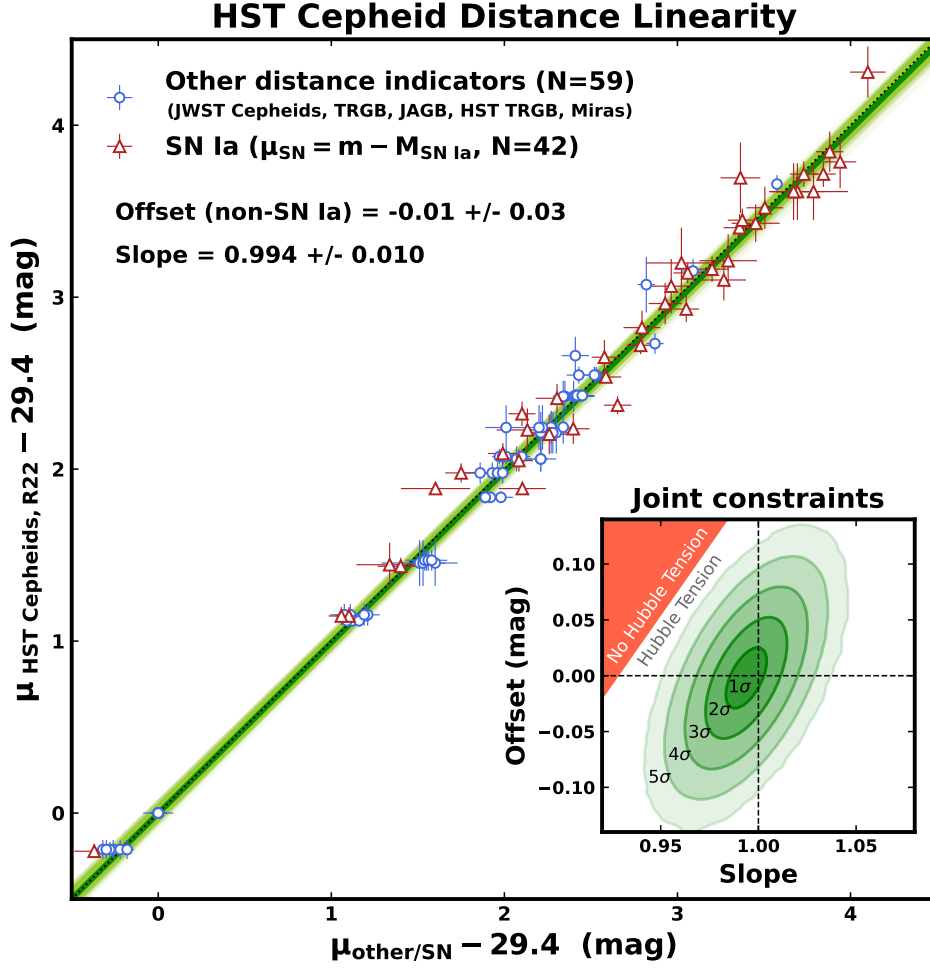 HST Cepheid Distance Linearity
Other distance indicators (N=59)
(JWST Cepheids, TRGB, JAGB, HST TRGB, Miras)
SN Ia (μ_SN = m − M_SN Ia, N=42)
Offset (non-SN Ia) = -0.01 +/- 0.03
Slope = 0.994 +/- 0.010
μ HST Cepheids, R22 − 29.4 (mag)
4
3
2
1
0
0
1
2
3
4
μ_other/SN − 29.4 (mag)
Joint constraints
No Hubble Tension
Hubble Tension
1σ
2σ
3σ
4σ
5σ
Offset (mag)
0.10
0.05
0.00
−0.05
−0.10
0.95
1.00
1.05
Slope